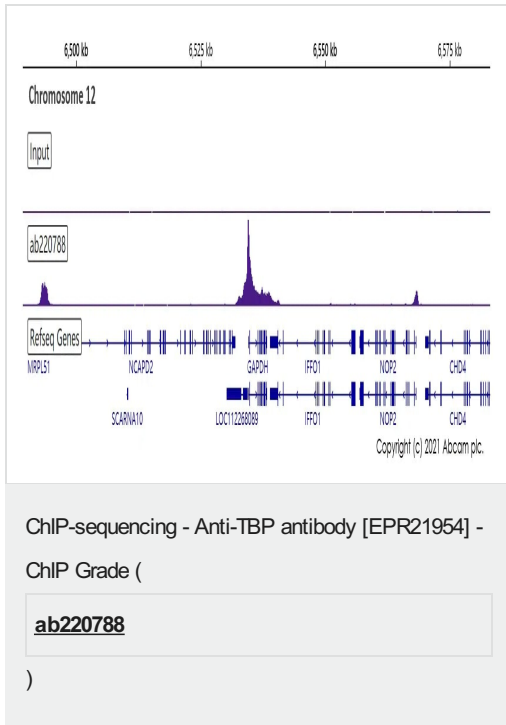 6,500 kb 6,525 kb 6,550 kb 6,575 kb
Chromosome 12
Input
ab220788
Refseq Genes
MRPL51 NCAPD2 GAPDH IFFO1 NOP2 CHD4
SCARNA10 LOC112268089 IFFO1 NOP2 CHD4
Copyright (c) 2021 Abcam plc.
ChIP-sequencing - Anti-TBP antibody [EPR21954] -
ChIP Grade (
ab220788
)